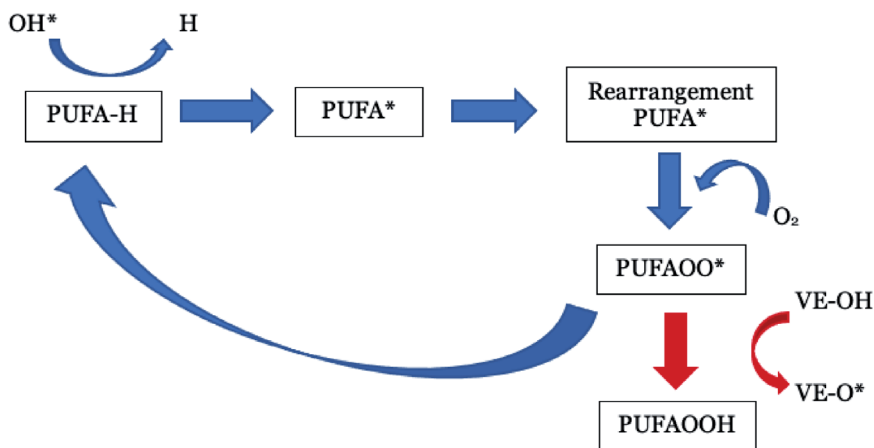 OH*
H
PUFA-H
PUFA*
Rearrangement
PUFA*
O₂
PUFAOO*
VE-OH
VE-O*
PUFAOOH